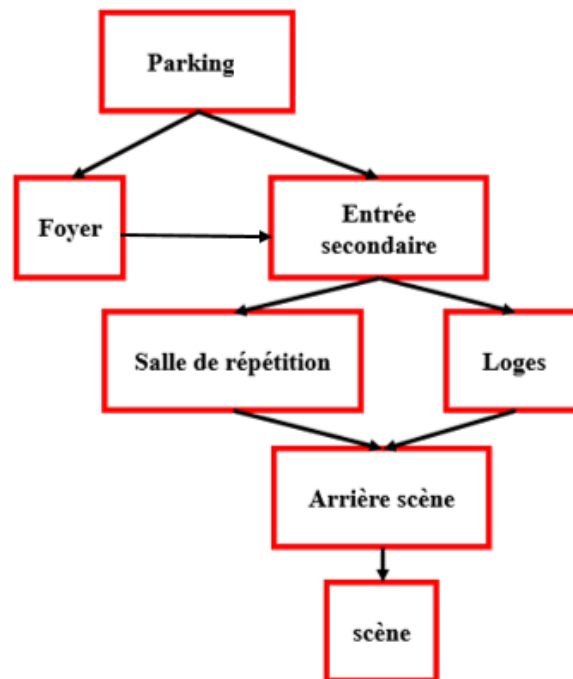 Parking
Foyer
Entrée
secondaire
Salle de répétition
Loges
Arrière scène
scène